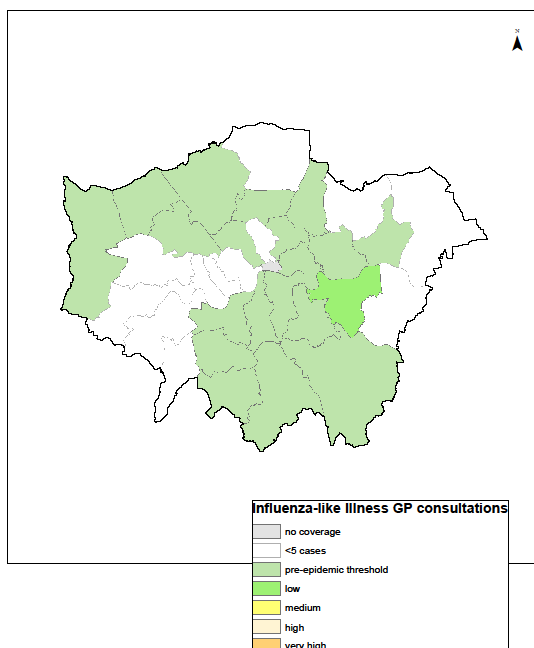 N
Influenza-like Illness GP consultations
no coverage
<5 cases
pre-epidemic threshold
low
medium
high
very high